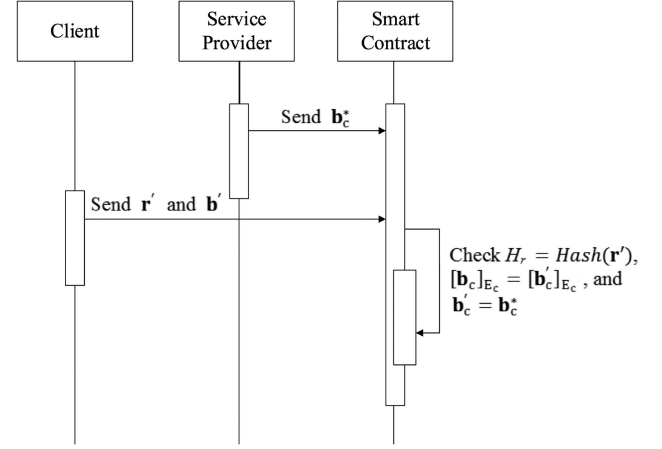 Client
Service
Provider
Smart
Contract
Send b*c
Send r′ and b′
Check Hr = Hash(r′),
[bc]Ec = [b′c]Ec , and
b′c = b*c